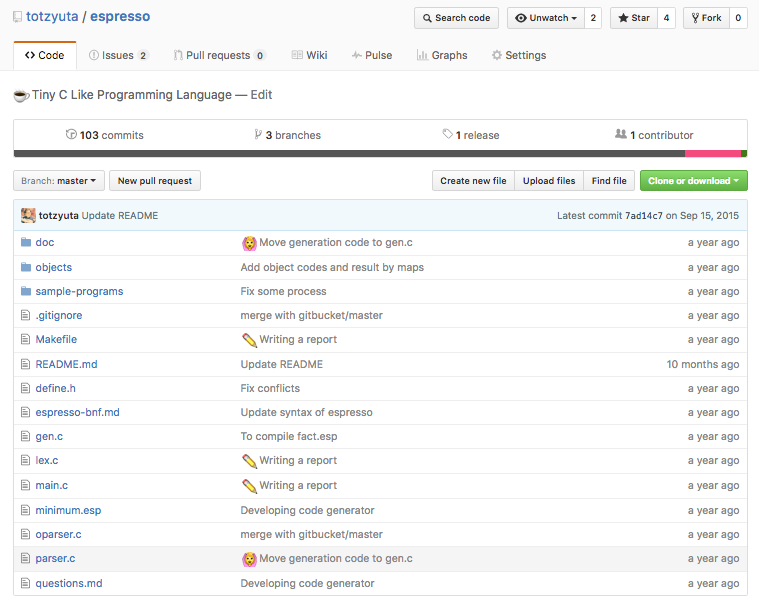 totzyuta / espresso
Search code Unwatch 2 Star 4 Fork 0
Code Issues 2 Pull requests 0 Wiki Pulse Graphs Settings
Tiny C Like Programming Language — Edit
103 commits 3 branches 1 release 1 contributor
Branch: master New pull request Create new file Upload files Find file Clone or download
totzyuta Update README Latest commit 7ad14c7 on Sep 15, 2015
doc Move generation code to gen.c a year ago
objects Add object codes and result by maps a year ago
sample-programs Fix some process a year ago
.gitignore merge with gitbucket/master a year ago
Makefile Writing a report a year ago
README.md Update README 10 months ago
define.h Fix conflicts a year ago
espresso-bnf.md Update syntax of espresso a year ago
gen.c To compile fact.esp a year ago
lex.c Writing a report a year ago
main.c Writing a report a year ago
minimum.esp Developing code generator a year ago
oparser.c merge with gitbucket/master a year ago
parser.c Move generation code to gen.c a year ago
questions.md Developing code generator a year ago